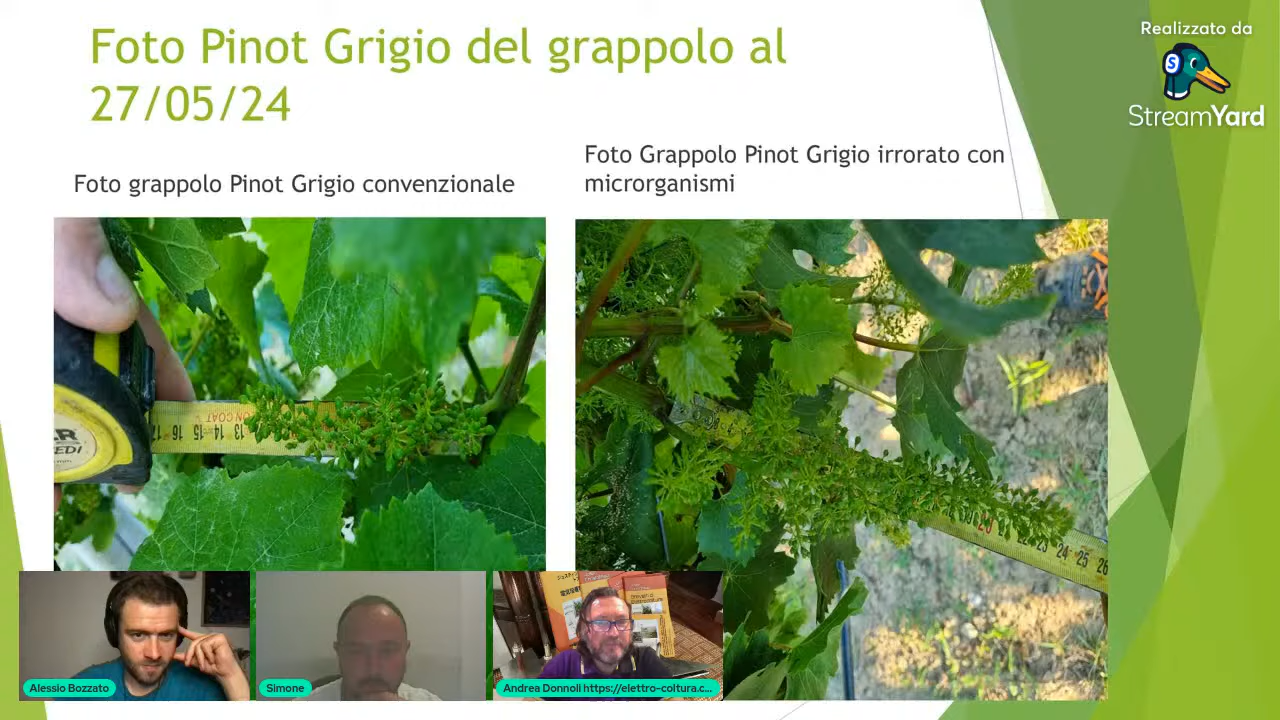 Foto Pinot Grigio del grappolo al
27/05/24
Realizzato da
S
StreamYard
Foto grappolo Pinot Grigio convenzionale
Foto Grappolo Pinot Grigio irrorato con
microrganismi
17 16 15 14 13
22 23 24 25 26
Alessio Bozzato
Simone
Andrea Donnoli https://elettro-coltura.c...